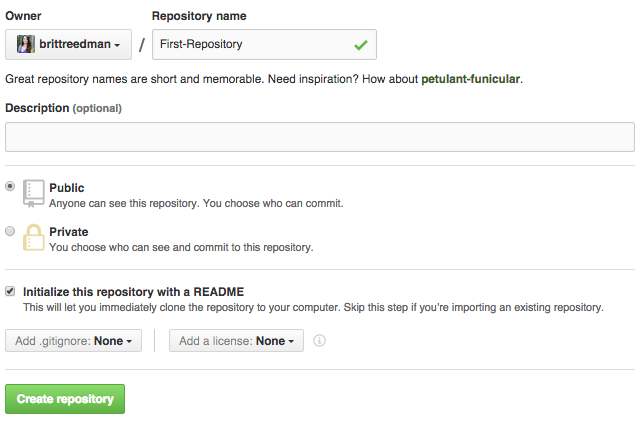 Owner Repository name
brittreedman / First-Repository
Great repository names are short and memorable. Need inspiration? How about petulant-funicular.
Description (optional)
Public
Anyone can see this repository. You choose who can commit.
Private
You choose who can see and commit to this repository.
Initialize this repository with a README
This will let you immediately clone the repository to your computer. Skip this step if you're importing an existing repository.
Add .gitignore: None Add a license: None
Create repository